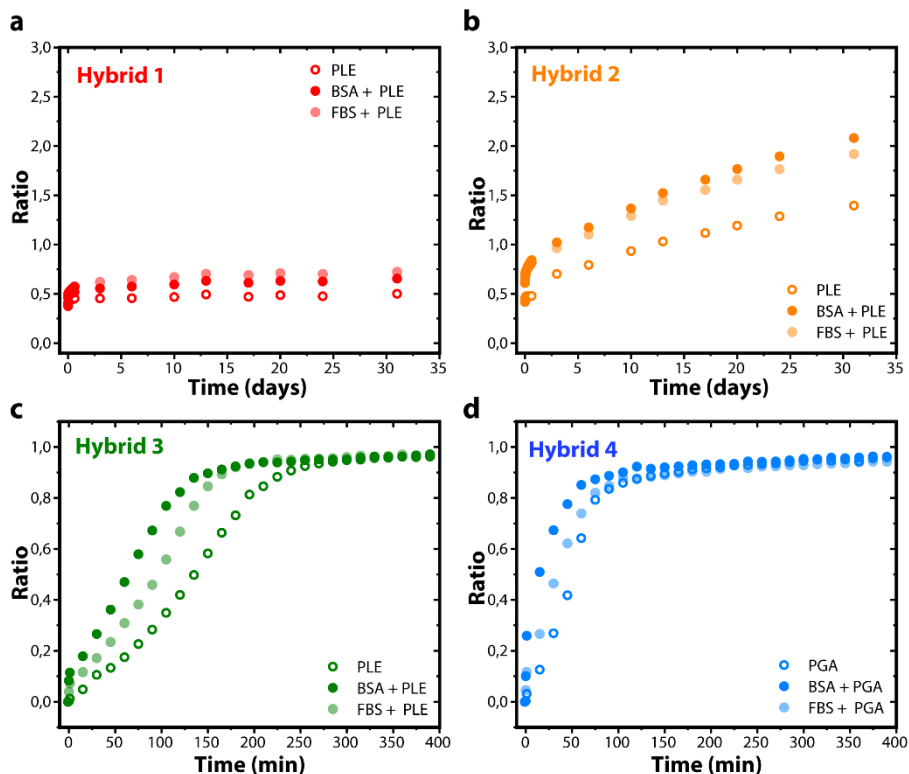 a
3,0
2,5
2,0
1,5
1,0
0,5
0,0
Ratio
Hybrid 1
PLE
BSA + PLE
FBS + PLE
0 5 10 15 20 25 30 35
Time (days)
b
3,0
2,5
2,0
1,5
1,0
0,5
0,0
Ratio
Hybrid 2
PLE
BSA + PLE
FBS + PLE
0 5 10 15 20 25 30 35
Time (days)
c
1,0
0,8
0,6
0,4
0,2
0,0
Ratio
Hybrid 3
PLE
BSA + PLE
FBS + PLE
0 50 100 150 200 250 300 350 400
Time (min)
d
1,0
0,8
0,6
0,4
0,2
0,0
Ratio
Hybrid 4
PGA
BSA + PGA
FBS + PGA
0 50 100 150 200 250 300 350 400
Time (min)